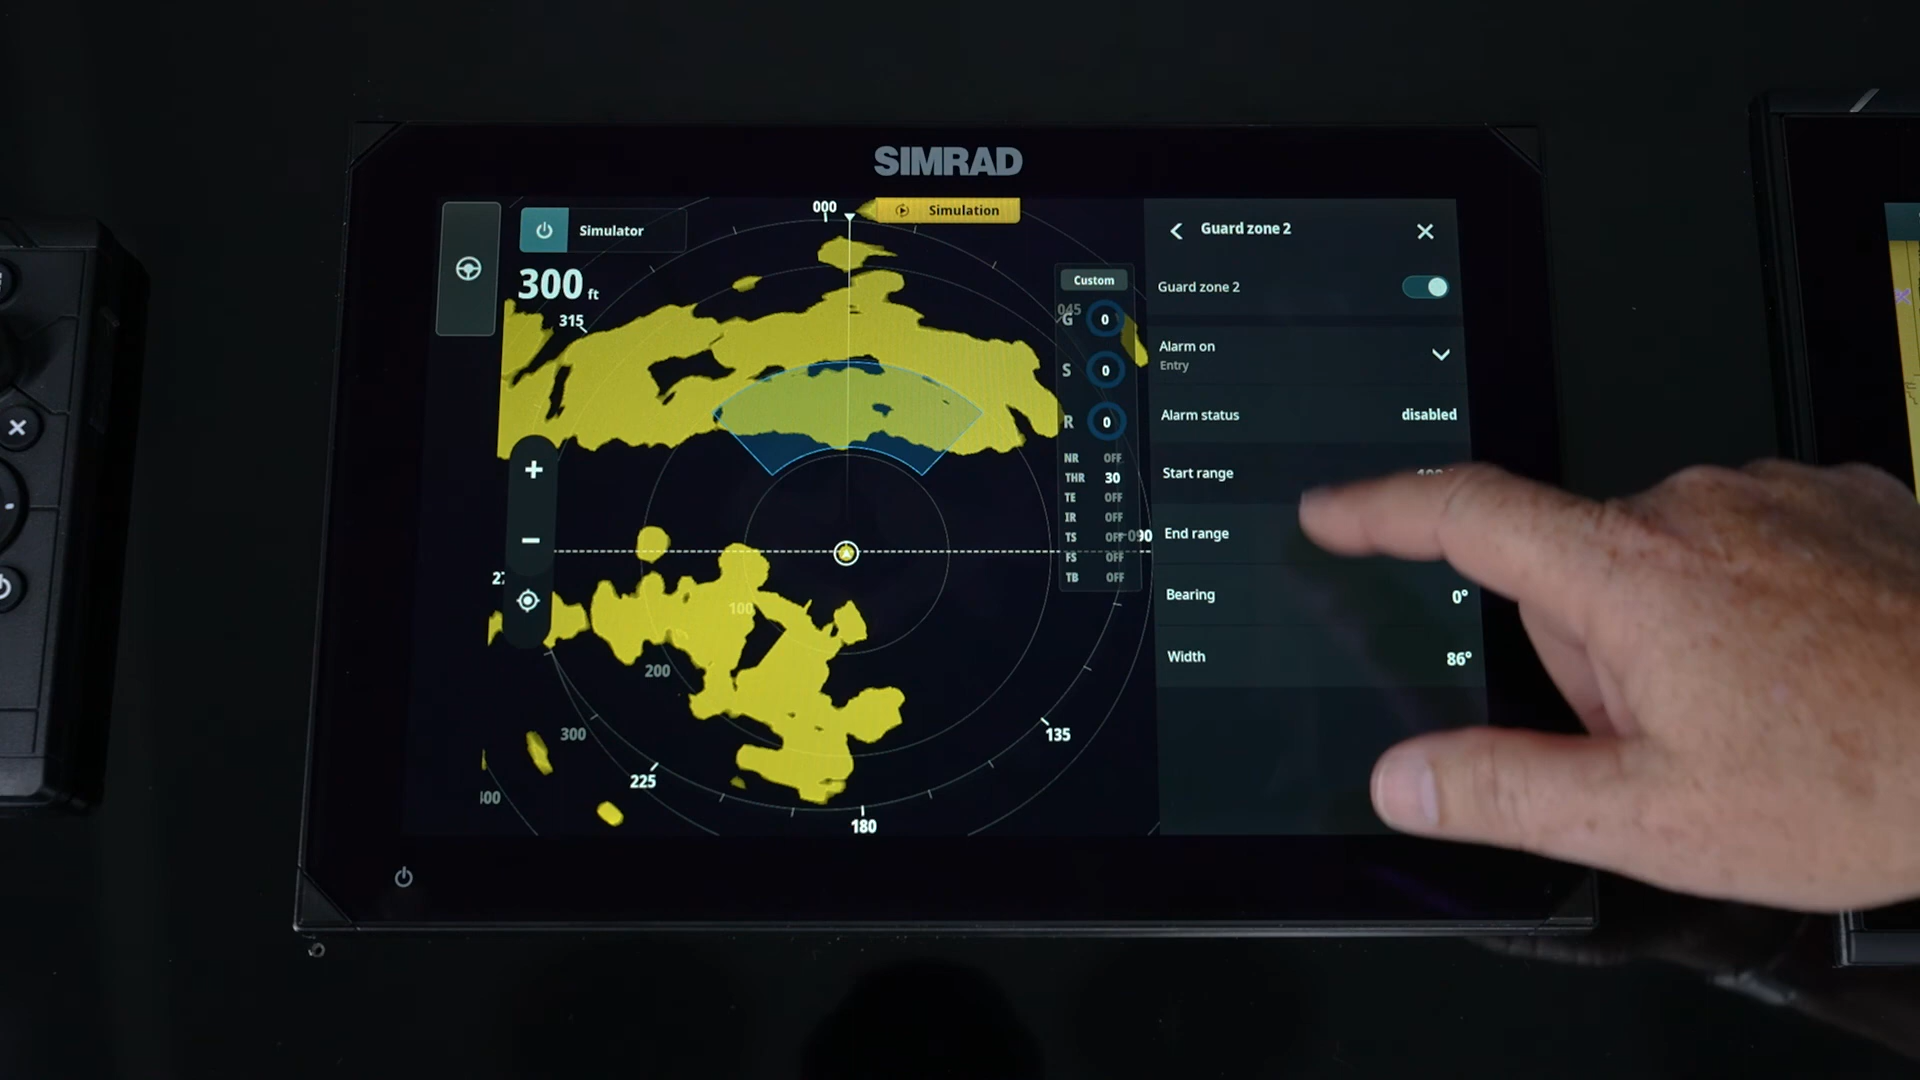 SIMRAD
000
Simulation
Simulator
300 ft
315
045
Custom
G 0
S 0
R 0
NR OFF
THR 30
TE OFF
IR OFF
TS OFF
FS OFF
TB OFF
090
100
200
300
225
180
135
Guard zone 2
Guard zone 2
Alarm on
Entry
Alarm status disabled
Start range
End range
Bearing 0°
Width 86°